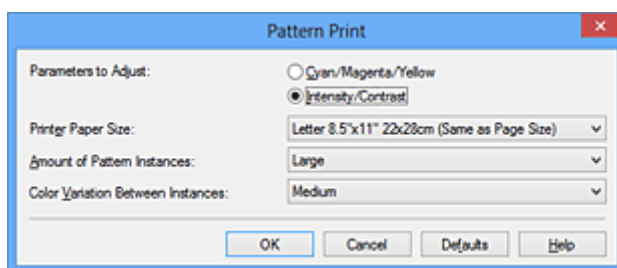 Pattern Print
Parameters to Adjust:
Cyan/Magenta/Yellow
Intensity/Contrast
Printer Paper Size:
Letter 8.5"x11" 22x28cm (Same as Page Size)
Amount of Pattern Instances:
Large
Color Variation Between Instances:
Medium
OK Cancel Defaults Help